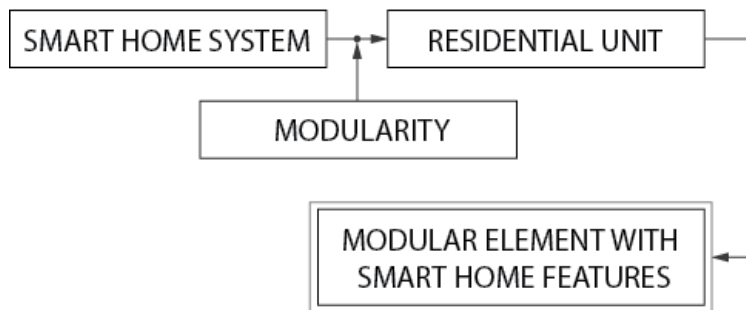 SMART HOME SYSTEM
RESIDENTIAL UNIT
MODULARITY
MODULAR ELEMENT WITH
SMART HOME FEATURES